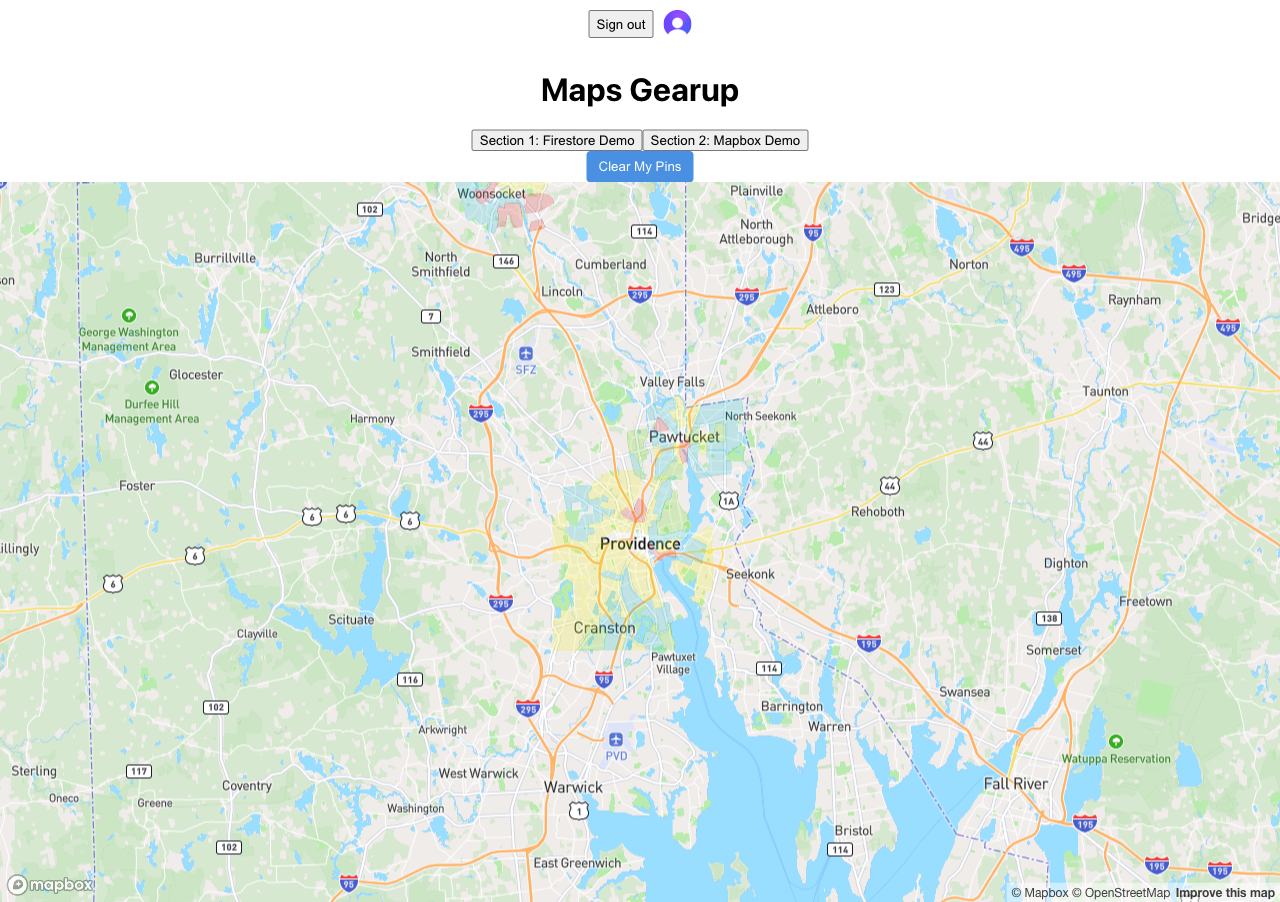 Sign out
Maps Gearup
Section 1: Firestore Demo
Section 2: Mapbox Demo
Clear My Pins
Woonsocket
Plainville
102
114
North
Attleborough
95
495
Bridge
146
North
Smithfield
Burrillville
Cumberland
Norton
495
son
Lincoln
295
295
123
Raynham
7
Attleboro
495
George Washington
Management Area
Smithfield
SFZ
Glocester
Valley Falls
Taunton
Durfee Hill
Management Area
Harmony
295
North Seekonk
Pawtucket
44
Foster
44
1A
6
6
6
Rehoboth
illingly
6
Providence
Dighton
6
Seekonk
295
Freetown
Scituate
138
Clayville
Cranston
195
Somerset
Pawtuxet
Village
114
116
95
Swansea
102
295
Barrington
Arkwright
Warren
PVD
Watuppa Reservation
Sterling
117
West Warwick
Coventry
Warwick
Fall River
Oneco
Greene
Washington
1
195
Bristol
102
114
East Greenwich
195
195
95
mapbox
© Mapbox © OpenStreetMap Improve this map